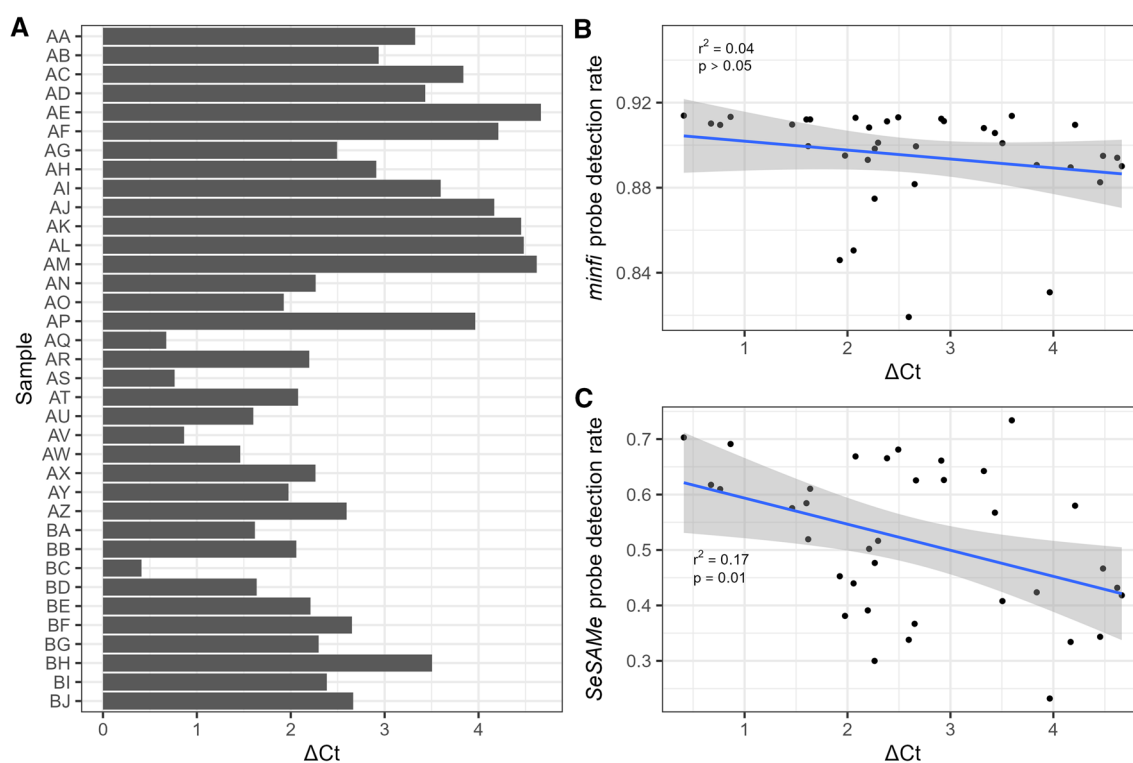 A
AA
AB
AC
AD
AE
AF
AG
AH
AI
AJ
AK
AL
AM
AN
AO
AP
AQ
AR
AS
AT
AU
AV
AW
AX
AY
AZ
BA
BB
BC
BD
BE
BF
BG
BH
BI
BJ
Sample
0 1 2 3 4
ΔCt
B
r² = 0.04
p > 0.05
0.92
0.88
0.84
minfi probe detection rate
1 2 3 4
ΔCt
C
0.7
0.6
0.5
0.4
0.3
r² = 0.17
p = 0.01
SeSAMe probe detection rate
1 2 3 4
ΔCt